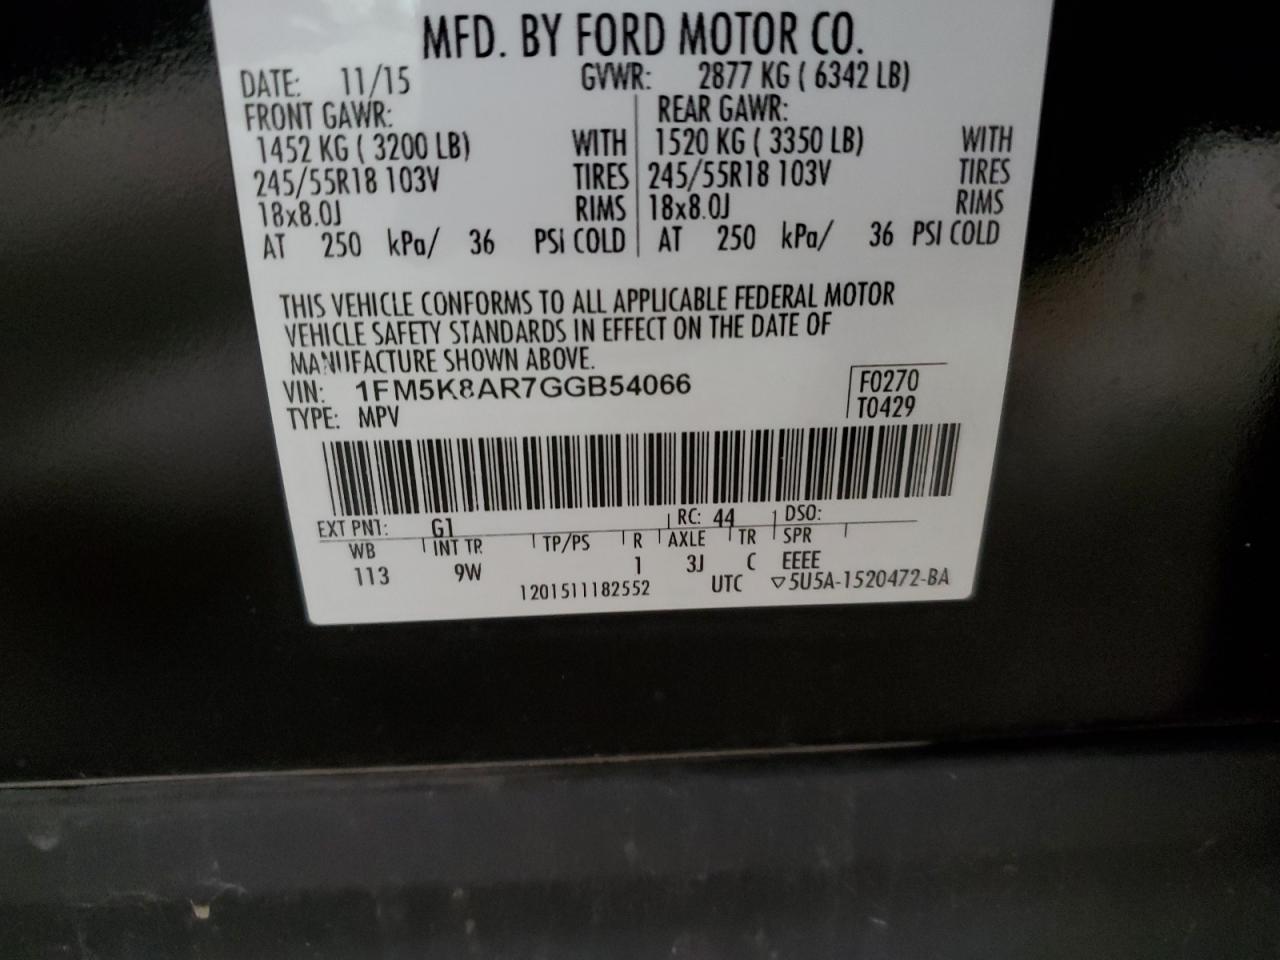 MFD. BY FORD MOTOR CO.
DATE: 11/15 GVWR: 2877 KG ( 6342 LB)
FRONT GAWR: REAR GAWR:
1452 KG ( 3200 LB) WITH 1520 KG ( 3350 LB) WITH
245/55R18 103V TIRES 245/55R18 103V TIRES
18x8.0J RIMS 18x8.0J RIMS
AT 250 kPa/ 36 PSI COLD AT 250 kPa/ 36 PSI COLD
THIS VEHICLE CONFORMS TO ALL APPLICABLE FEDERAL MOTOR
VEHICLE SAFETY STANDARDS IN EFFECT ON THE DATE OF
MANUFACTURE SHOWN ABOVE.
VIN: 1FM5K8AR7GGB54066 F0270
TYPE: MPV T0429
EXT PNT: G1 RC: 44 DSO:
WB INT TR TP/PS R AXLE TR SPR
113 9W 1 3J C EEEE
1201511182552 UTC ▽5U5A-1520472-BA